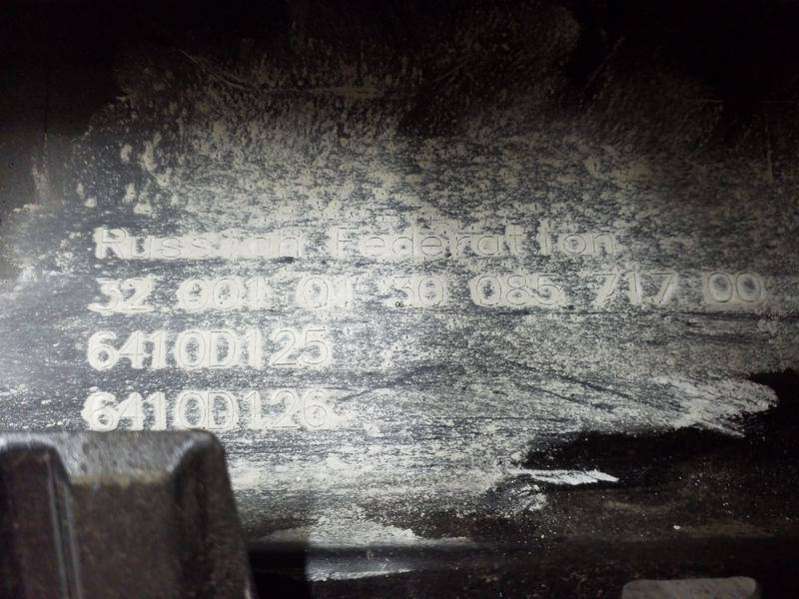 Russian Federation
32 001 01 30 085 717 00
6410D125
6410D126